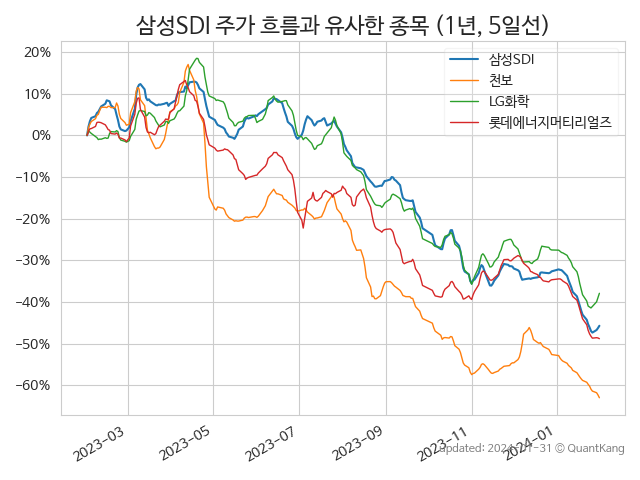 삼성SDI 주가 흐름과 유사한 종목 (1년, 5일선)
삼성SDI
천보
LG화학
롯데에너지머티리얼즈
20%
10%
0%
−10%
−20%
−30%
−40%
−50%
−60%
2023-03
2023-05
2023-07
2023-09
2023-11
2024-01
updated: 2024-01-31 © QuantKang